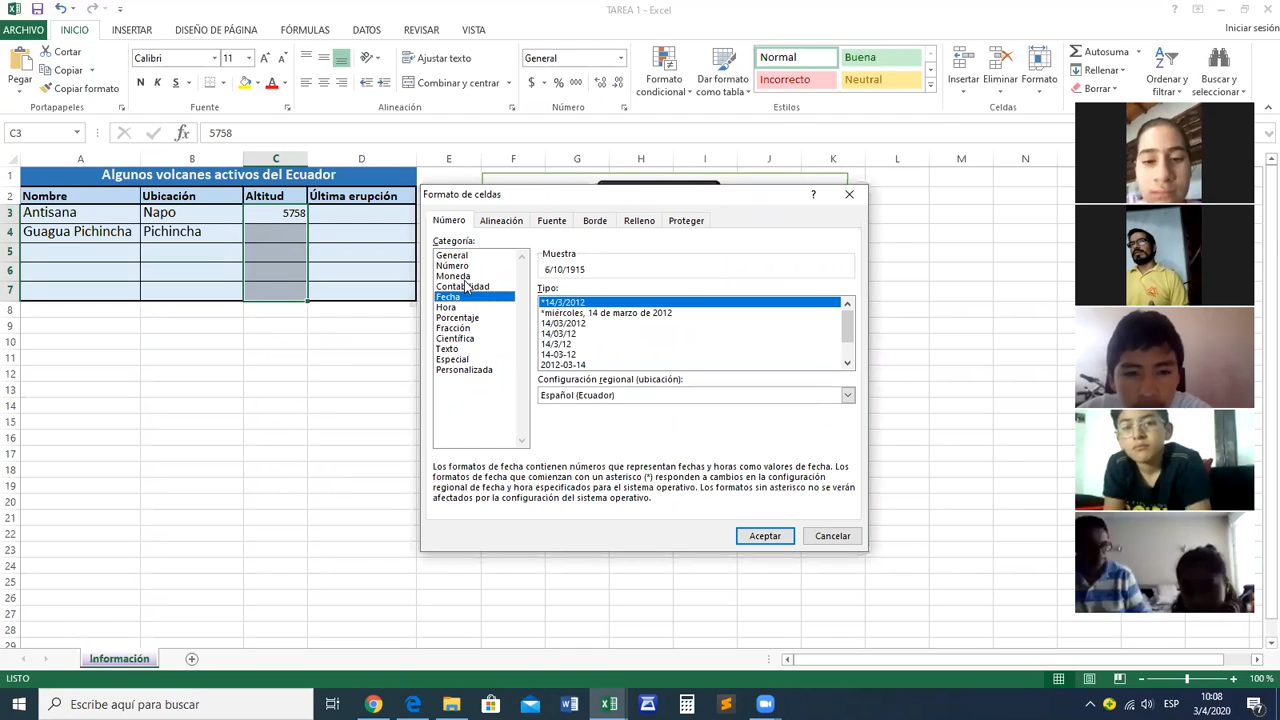 TAREA 1 - Excel
ARCHIVO INICIO INSERTAR DISEÑO DE PÁGINA FÓRMULAS DATOS REVISAR VISTA Iniciar sesión
Pegar
Cortar
Copiar
Copiar formato
Portapapeles
Calibri 11
N K S
Fuente
Ajustar texto
Combinar y centrar
Alineación
General
$ % 000
Número
Formato condicional
Dar formato como tabla
Normal Buena
Incorrecto Neutral
Estilos
Insertar Eliminar Formato
Celdas
Autosuma
Rellenar
Borrar
Ordenar y filtrar
Buscar y seleccionar
C3 fx 5758
A B C D E F G H I J K L M N
1 Algunos volcanes activos del Ecuador
2 Nombre Ubicación Altitud Última erupción
3 Antisana Napo 5758
4 Guagua Pichincha Pichincha
5
6
7
8
9
10
11
12
13
14
15
16
17
18
19
20
21
22
23
24
25
26
27
28
29
Formato de celdas ?
Número Alineación Fuente Borde Relleno Proteger
Categoría:
General
Número
Moneda
Contabilidad
Fecha
Hora
Porcentaje
Fracción
Científica
Texto
Especial
Personalizada
Muestra
6/10/1915
Tipo:
*14/3/2012
*miércoles, 14 de marzo de 2012
14/03/2012
14/03/12
14/3/12
14-03-12
2012-03-14
Configuración regional (ubicación):
Español (Ecuador)
Los formatos de fecha contienen números que representan fechas y horas como valores de fecha. Los
formatos de fecha que comienzan con un asterisco (*) responden a cambios en la configuración
regional de fecha y hora especificados para el sistema operativo. Los formatos sin asterisco no se verán
afectados por la configuración del sistema operativo.
Aceptar Cancelar
Información
LISTO 100 %
Escribe aquí para buscar
ESP
10:08
3/4/2020